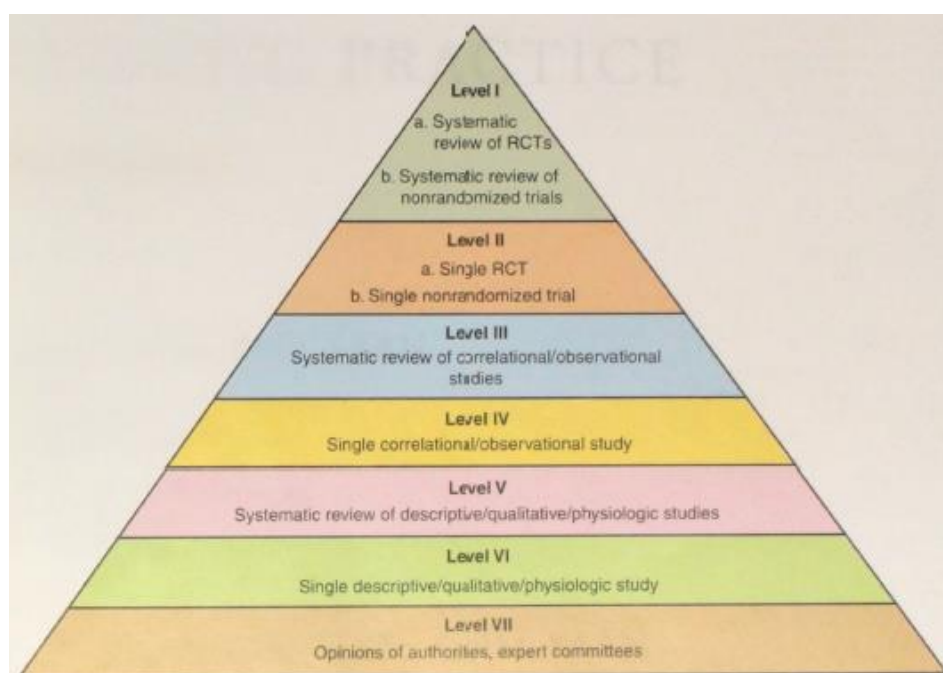 PRACTICE
Level I
a. Systematic
review of RCTs
b. Systematic review of
nonrandomized trials
Level II
a. Single RCT
b. Single nonrandomized trial
Level III
Systematic review of correlational/observational
studies
Level IV
Single correlational/observational study
Level V
Systematic review of descriptive/qualitative/physiologic studies
Level VI
Single descriptive/qualitative/physiologic study
Level VII
Opinions of authorities, expert committees